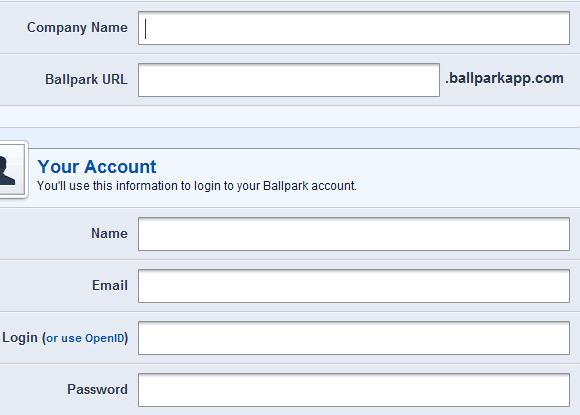 Company Name
Ballpark URL .ballparkapp.com
Your Account
You'll use this information to login to your Ballpark account.
Name
Email
Login (or use OpenID)
Password